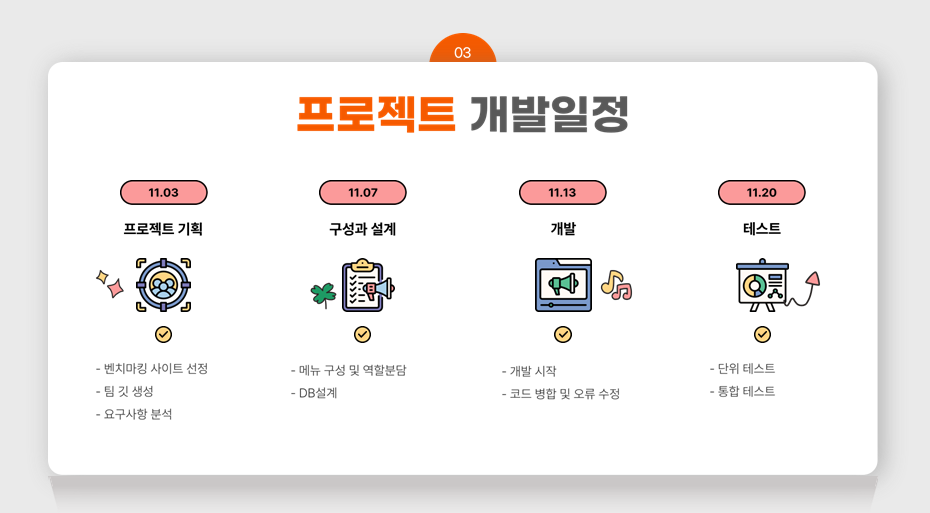 03
프로젝트 개발일정
11.03
프로젝트 기획
- 벤치마킹 사이트 선정
- 팀 깃 생성
- 요구사항 분석
11.07
구성과 설계
- 메뉴 구성 및 역할분담
- DB설계
11.13
개발
- 개발 시작
- 코드 병합 및 오류 수정
11.20
테스트
- 단위 테스트
- 통합 테스트